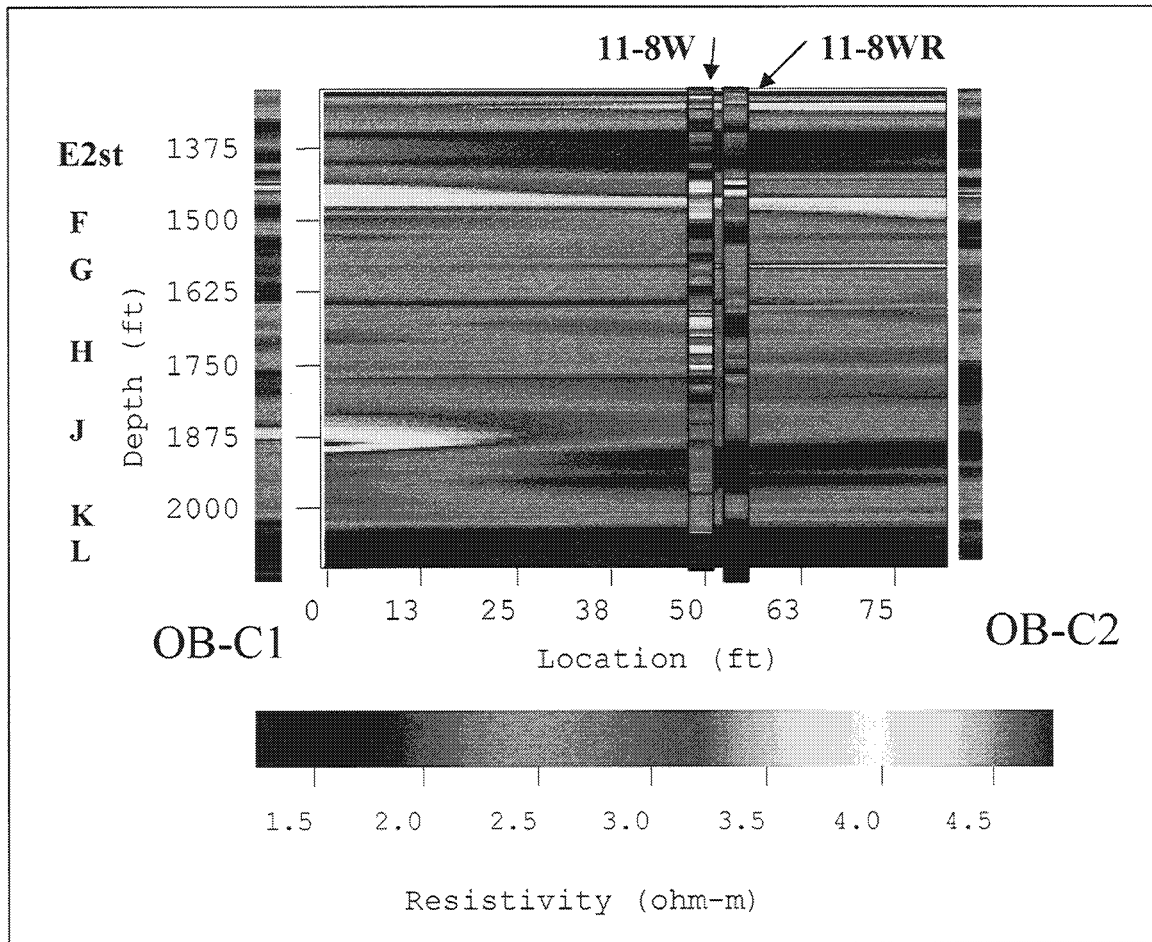 11-8W 11-8WR
E2st 1375
F 1500
G
1625
H
1750
J 1875
K 2000
L
Depth (ft)
0 13 25 38 50 63 75
OB-C1 OB-C2
Location (ft)
1.5 2.0 2.5 3.0 3.5 4.0 4.5
Resistivity (ohm-m)